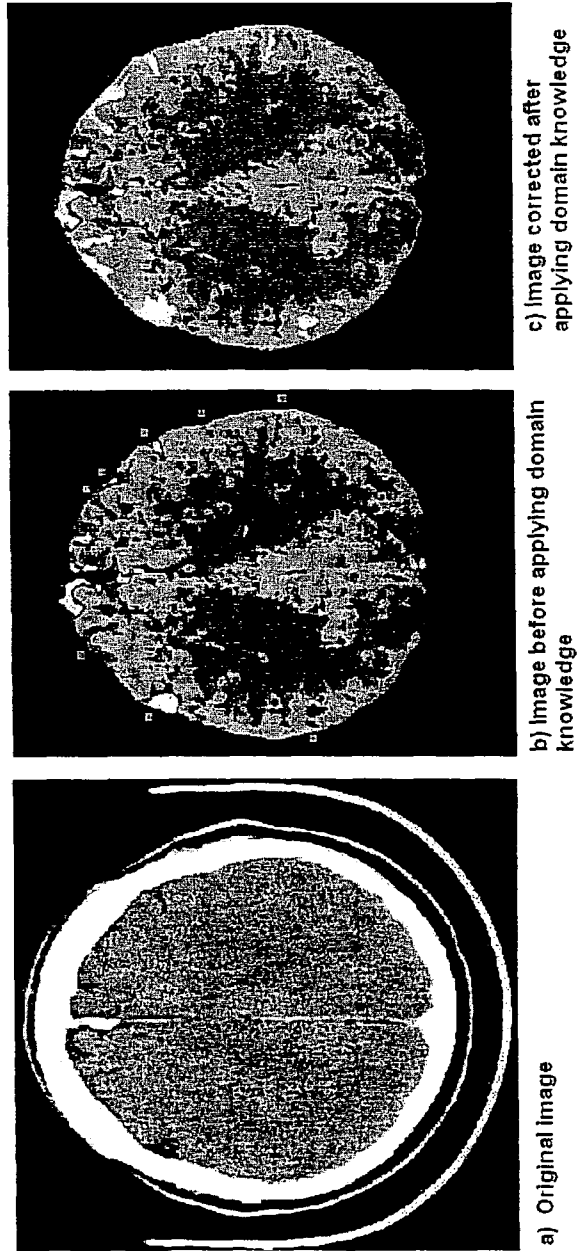 a) Original image
b) Image before applying domain
knowledge
c) Image corrected after
applying domain knowledge